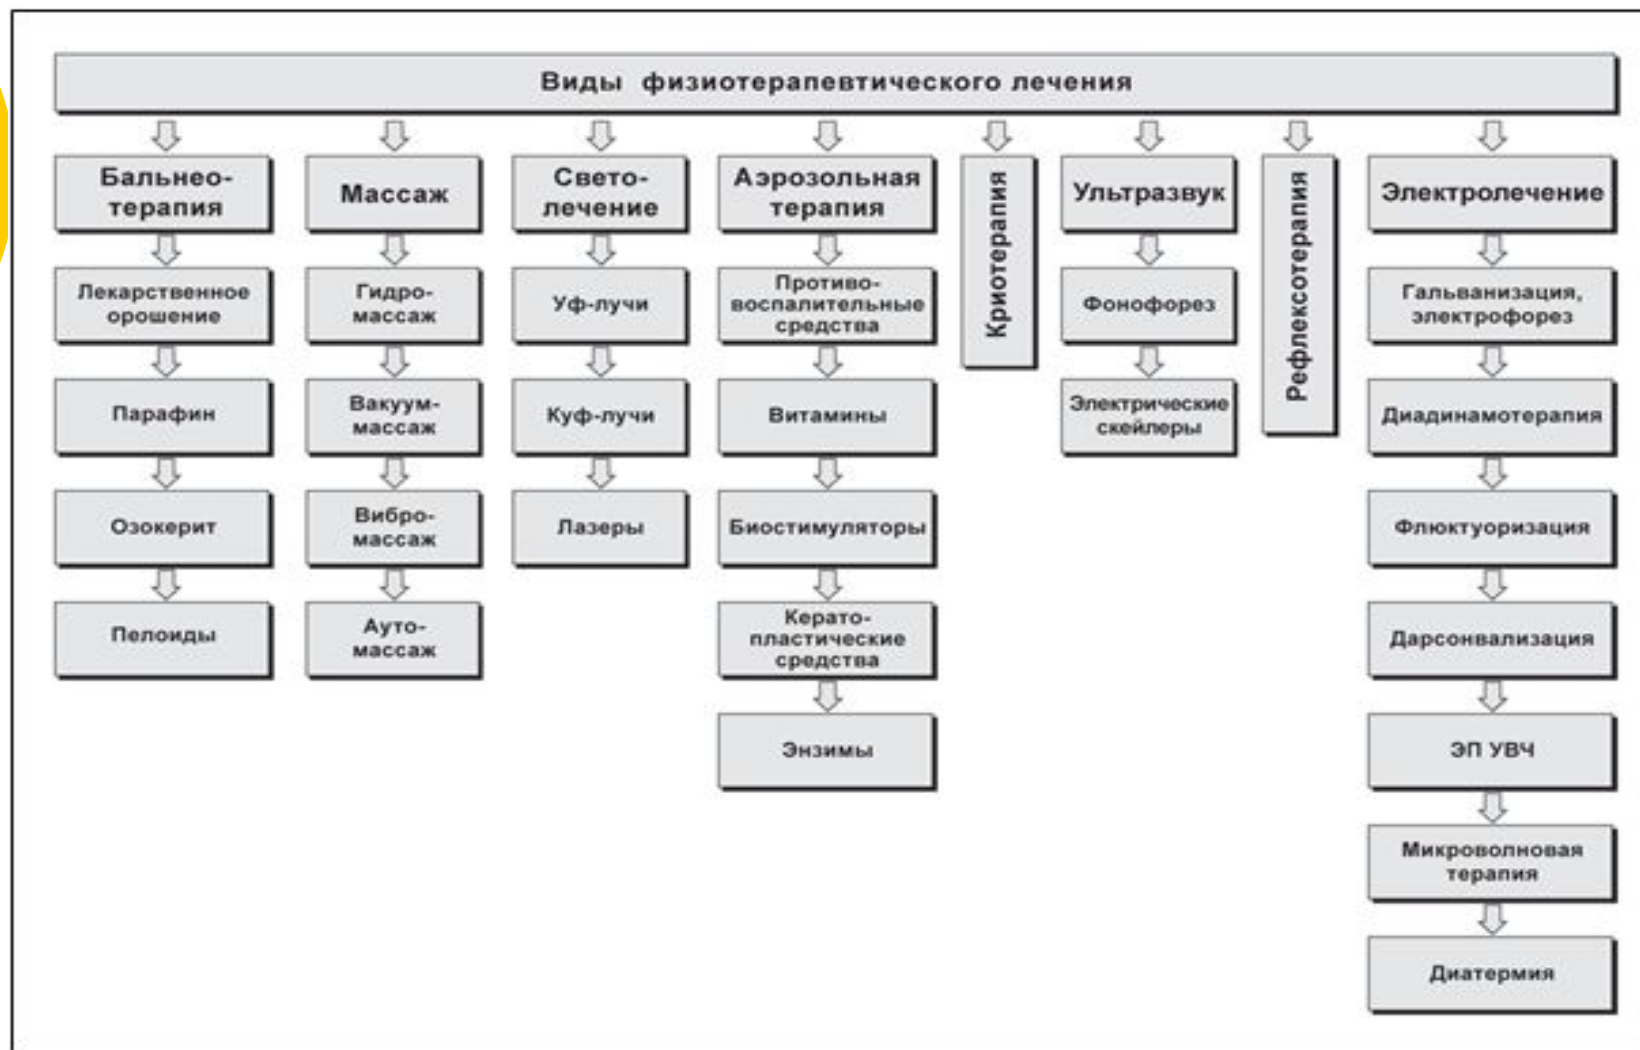 Виды физиотерапевтического лечения
Бальнео-
терапия
Лекарственное
орошение
Парафин
Озокерит
Пелоиды
Массаж
Гидро-
массаж
Вакуум-
массаж
Вибро-
массаж
Ауто-
массаж
Свето-
лечение
Уф-лучи
Куф-лучи
Лазеры
Аэрозольная
терапия
Противо-
воспалительные
средства
Витамины
Биостимуляторы
Керато-
пластические
средства
Энзимы
Криотерапия
Ультразвук
Фонофорез
Электрические
скейлеры
Рефлексотерапия
Электролечение
Гальванизация,
электрофорез
Диадинамотерапия
Флюктуоризация
Дарсонвализация
ЭП УВЧ
Микроволновая
терапия
Диатермия